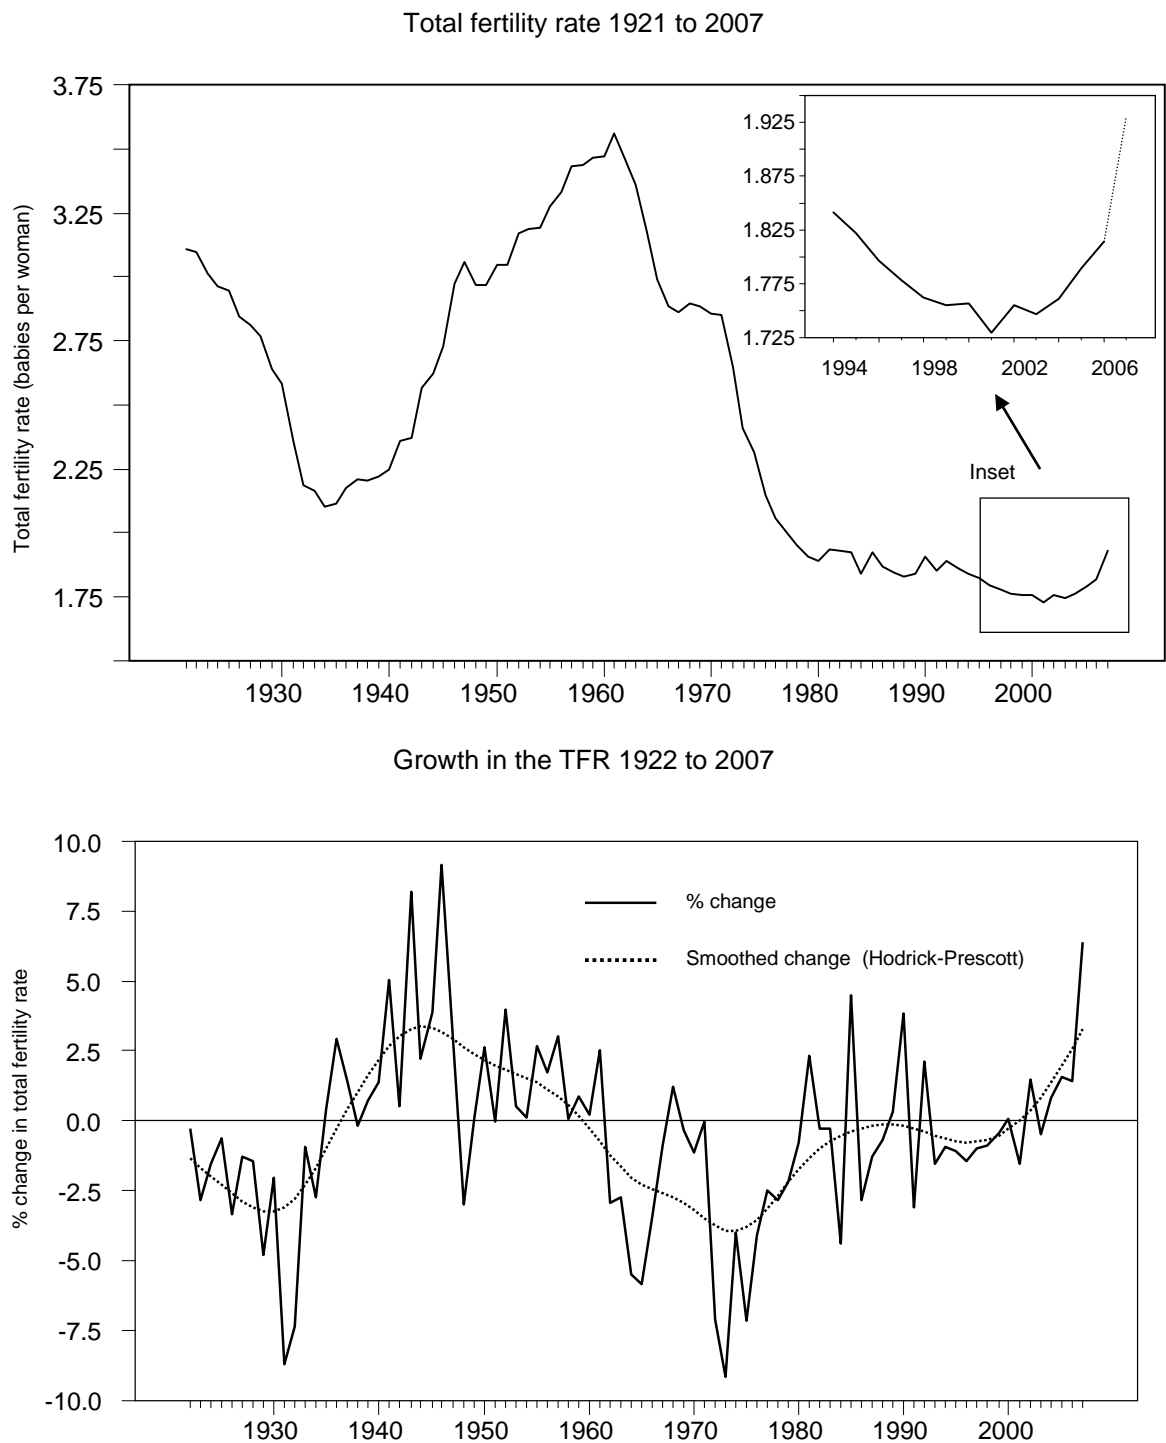 Total fertility rate 1921 to 2007
Total fertility rate (babies per woman)
3.75
3.25
2.75
2.25
1.75
1.925
1.875
1.825
1.775
1.725
1994 1998 2002 2006
Inset
1930 1940 1950 1960 1970 1980 1990 2000
Growth in the TFR 1922 to 2007
% change in total fertility rate
10.0
7.5
5.0
2.5
0.0
-2.5
-5.0
-7.5
-10.0
% change
Smoothed change (Hodrick-Prescott)
1930 1940 1950 1960 1970 1980 1990 2000